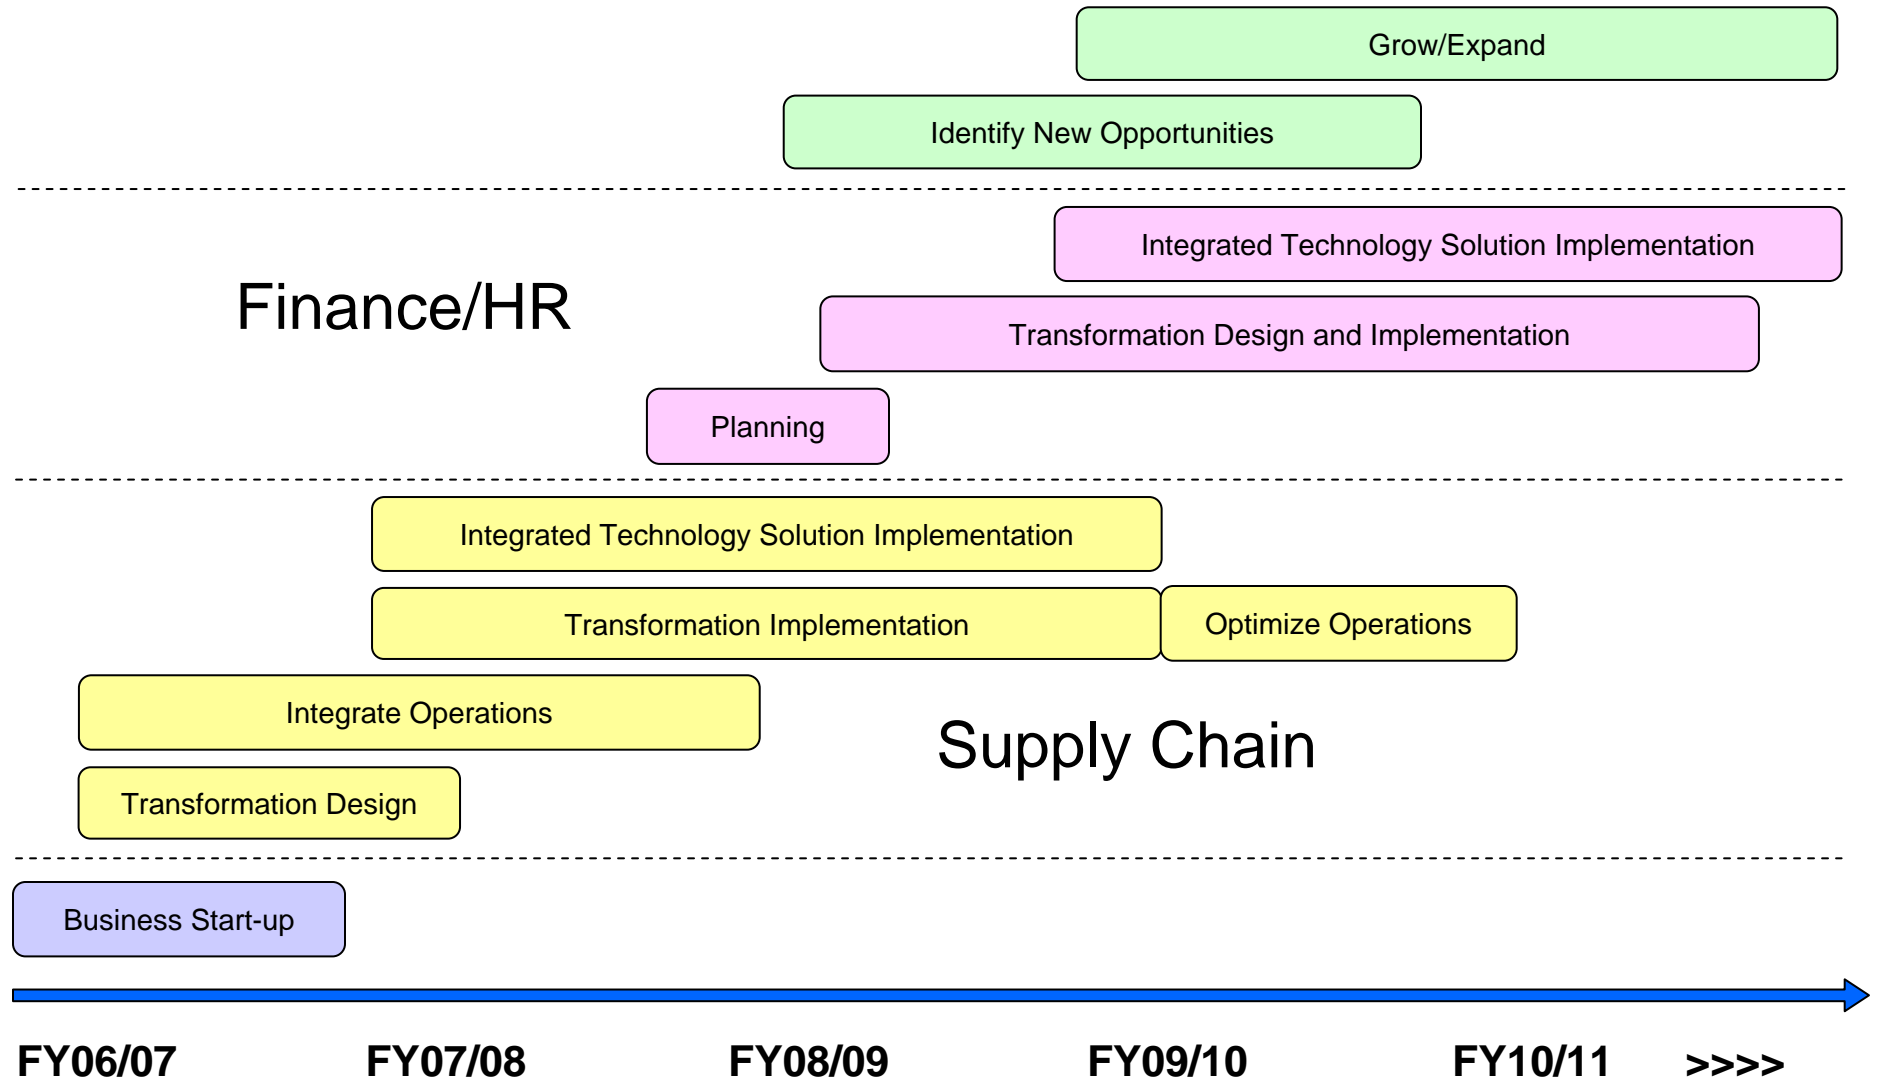 Grow/Expand
Identify New Opportunities
Integrated Technology Solution Implementation
Finance/HR
Transformation Design and Implementation
Planning
Integrated Technology Solution Implementation
Transformation Implementation
Optimize Operations
Integrate Operations
Supply Chain
Transformation Design
Business Start-up
FY06/07 FY07/08 FY08/09 FY09/10 FY10/11 >>>>